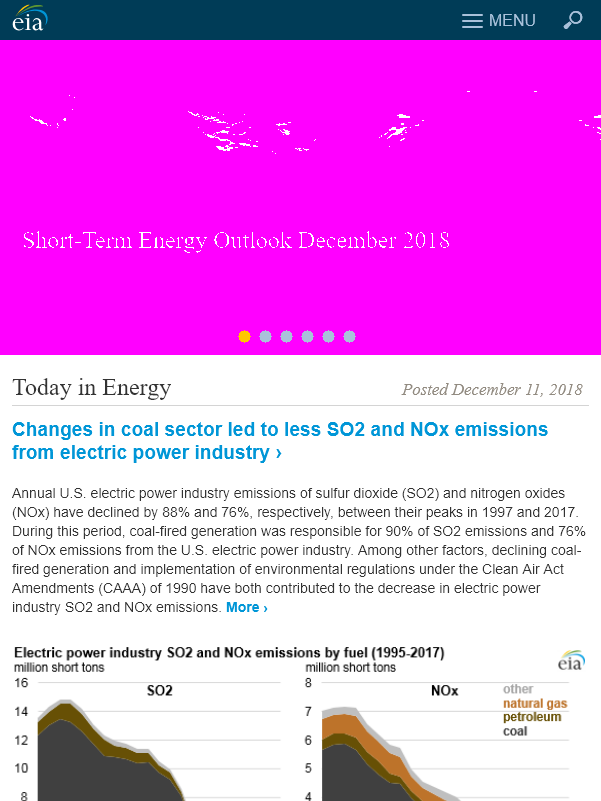 eia
MENU
Short-Term Energy Outlook December 2018
Today in Energy
Posted December 11, 2018
Changes in coal sector led to less SO2 and NOx emissions
from electric power industry ›
Annual U.S. electric power industry emissions of sulfur dioxide (SO2) and nitrogen oxides
(NOx) have declined by 88% and 76%, respectively, between their peaks in 1997 and 2017.
During this period, coal-fired generation was responsible for 90% of SO2 emissions and 76%
of NOx emissions from the U.S. electric power industry. Among other factors, declining coal-
fired generation and implementation of environmental regulations under the Clean Air Act
Amendments (CAAA) of 1990 have both contributed to the decrease in electric power
industry SO2 and NOx emissions. More ›
Electric power industry SO2 and NOx emissions by fuel (1995-2017)
eia
million short tons
million short tons
16
SO2
14
12
10
8
8
NOx
7
6
5
4
other
natural gas
petroleum
coal